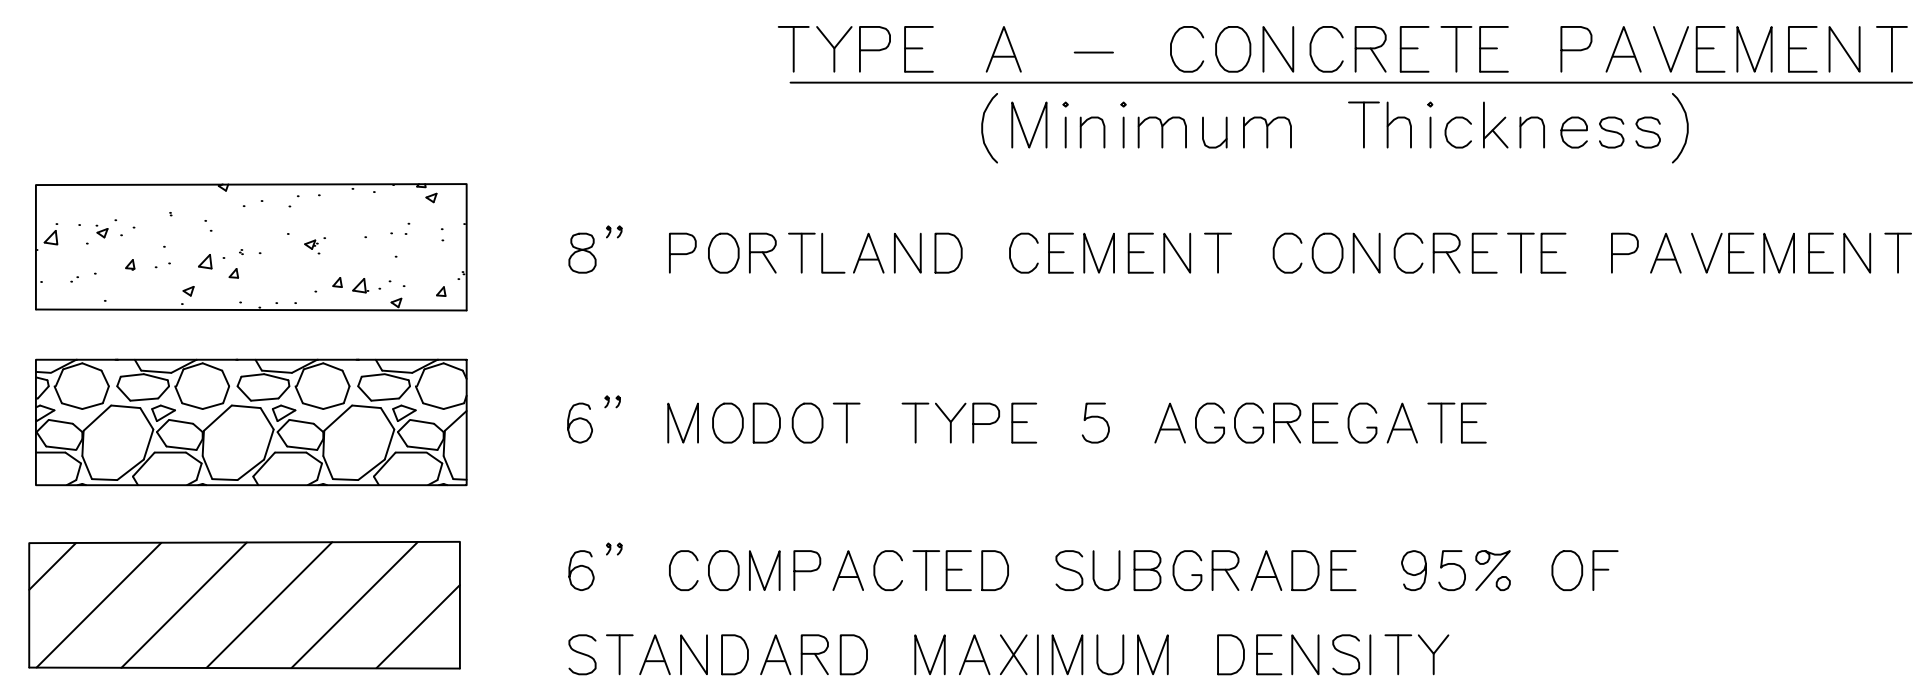 TYPE A – CONCRETE PAVEMENT
(Minimum Thickness)
8” PORTLAND CEMENT CONCRETE PAVEMENT
6” MODOT TYPE 5 AGGREGATE
6” COMPACTED SUBGRADE 95% OF
STANDARD MAXIMUM DENSITY